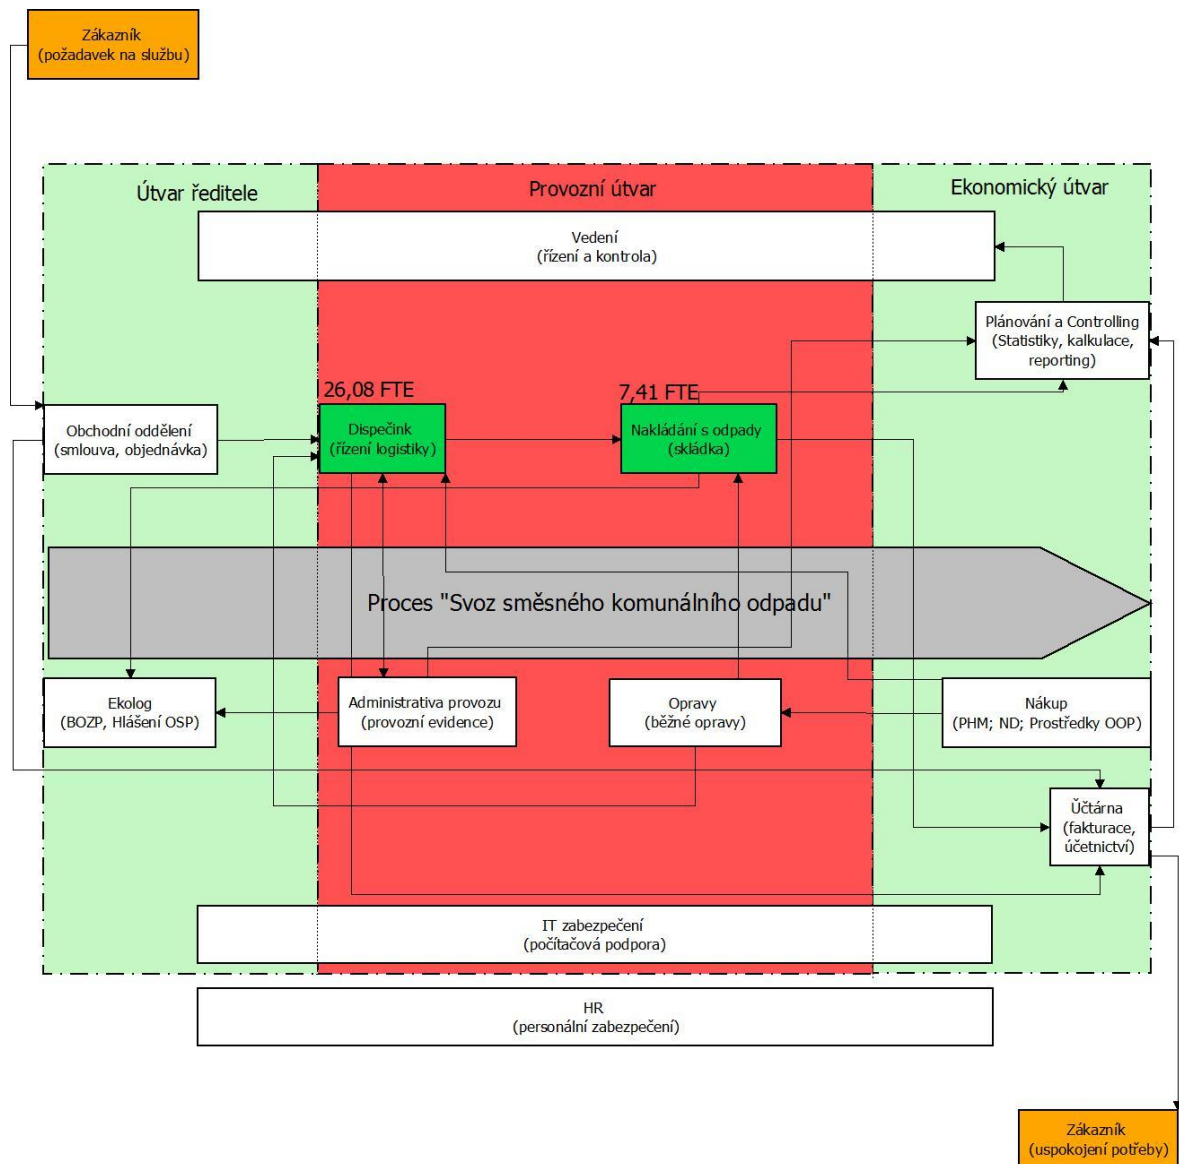 Zákazník
(požadavek na službu)
Útvar ředitele
Provozní útvar
Ekonomický útvar
Vedení
(řízení a kontrola)
Plánování a Controlling
(Statistiky, kalkulace,
reporting)
26,08 FTE
7,41 FTE
Obchodní oddělení
(smlouva, objednávka)
Dispečink
(řízení logistiky)
Nakládání s odpady
(skládka)
Proces "Svoz směsného komunálního odpadu"
Ekolog
(BOZP, Hlášení OSP)
Administrativa provozu
(provozní evidence)
Opravy
(běžné opravy)
Nákup
(PHM; ND; Prostředky OOP)
Ůčtárna
(fakturace,
účetnictví)
IT zabezpečení
(počítačová podpora)
HR
(personální zabezpečení)
Zákazník
(uspokojení potřeby)